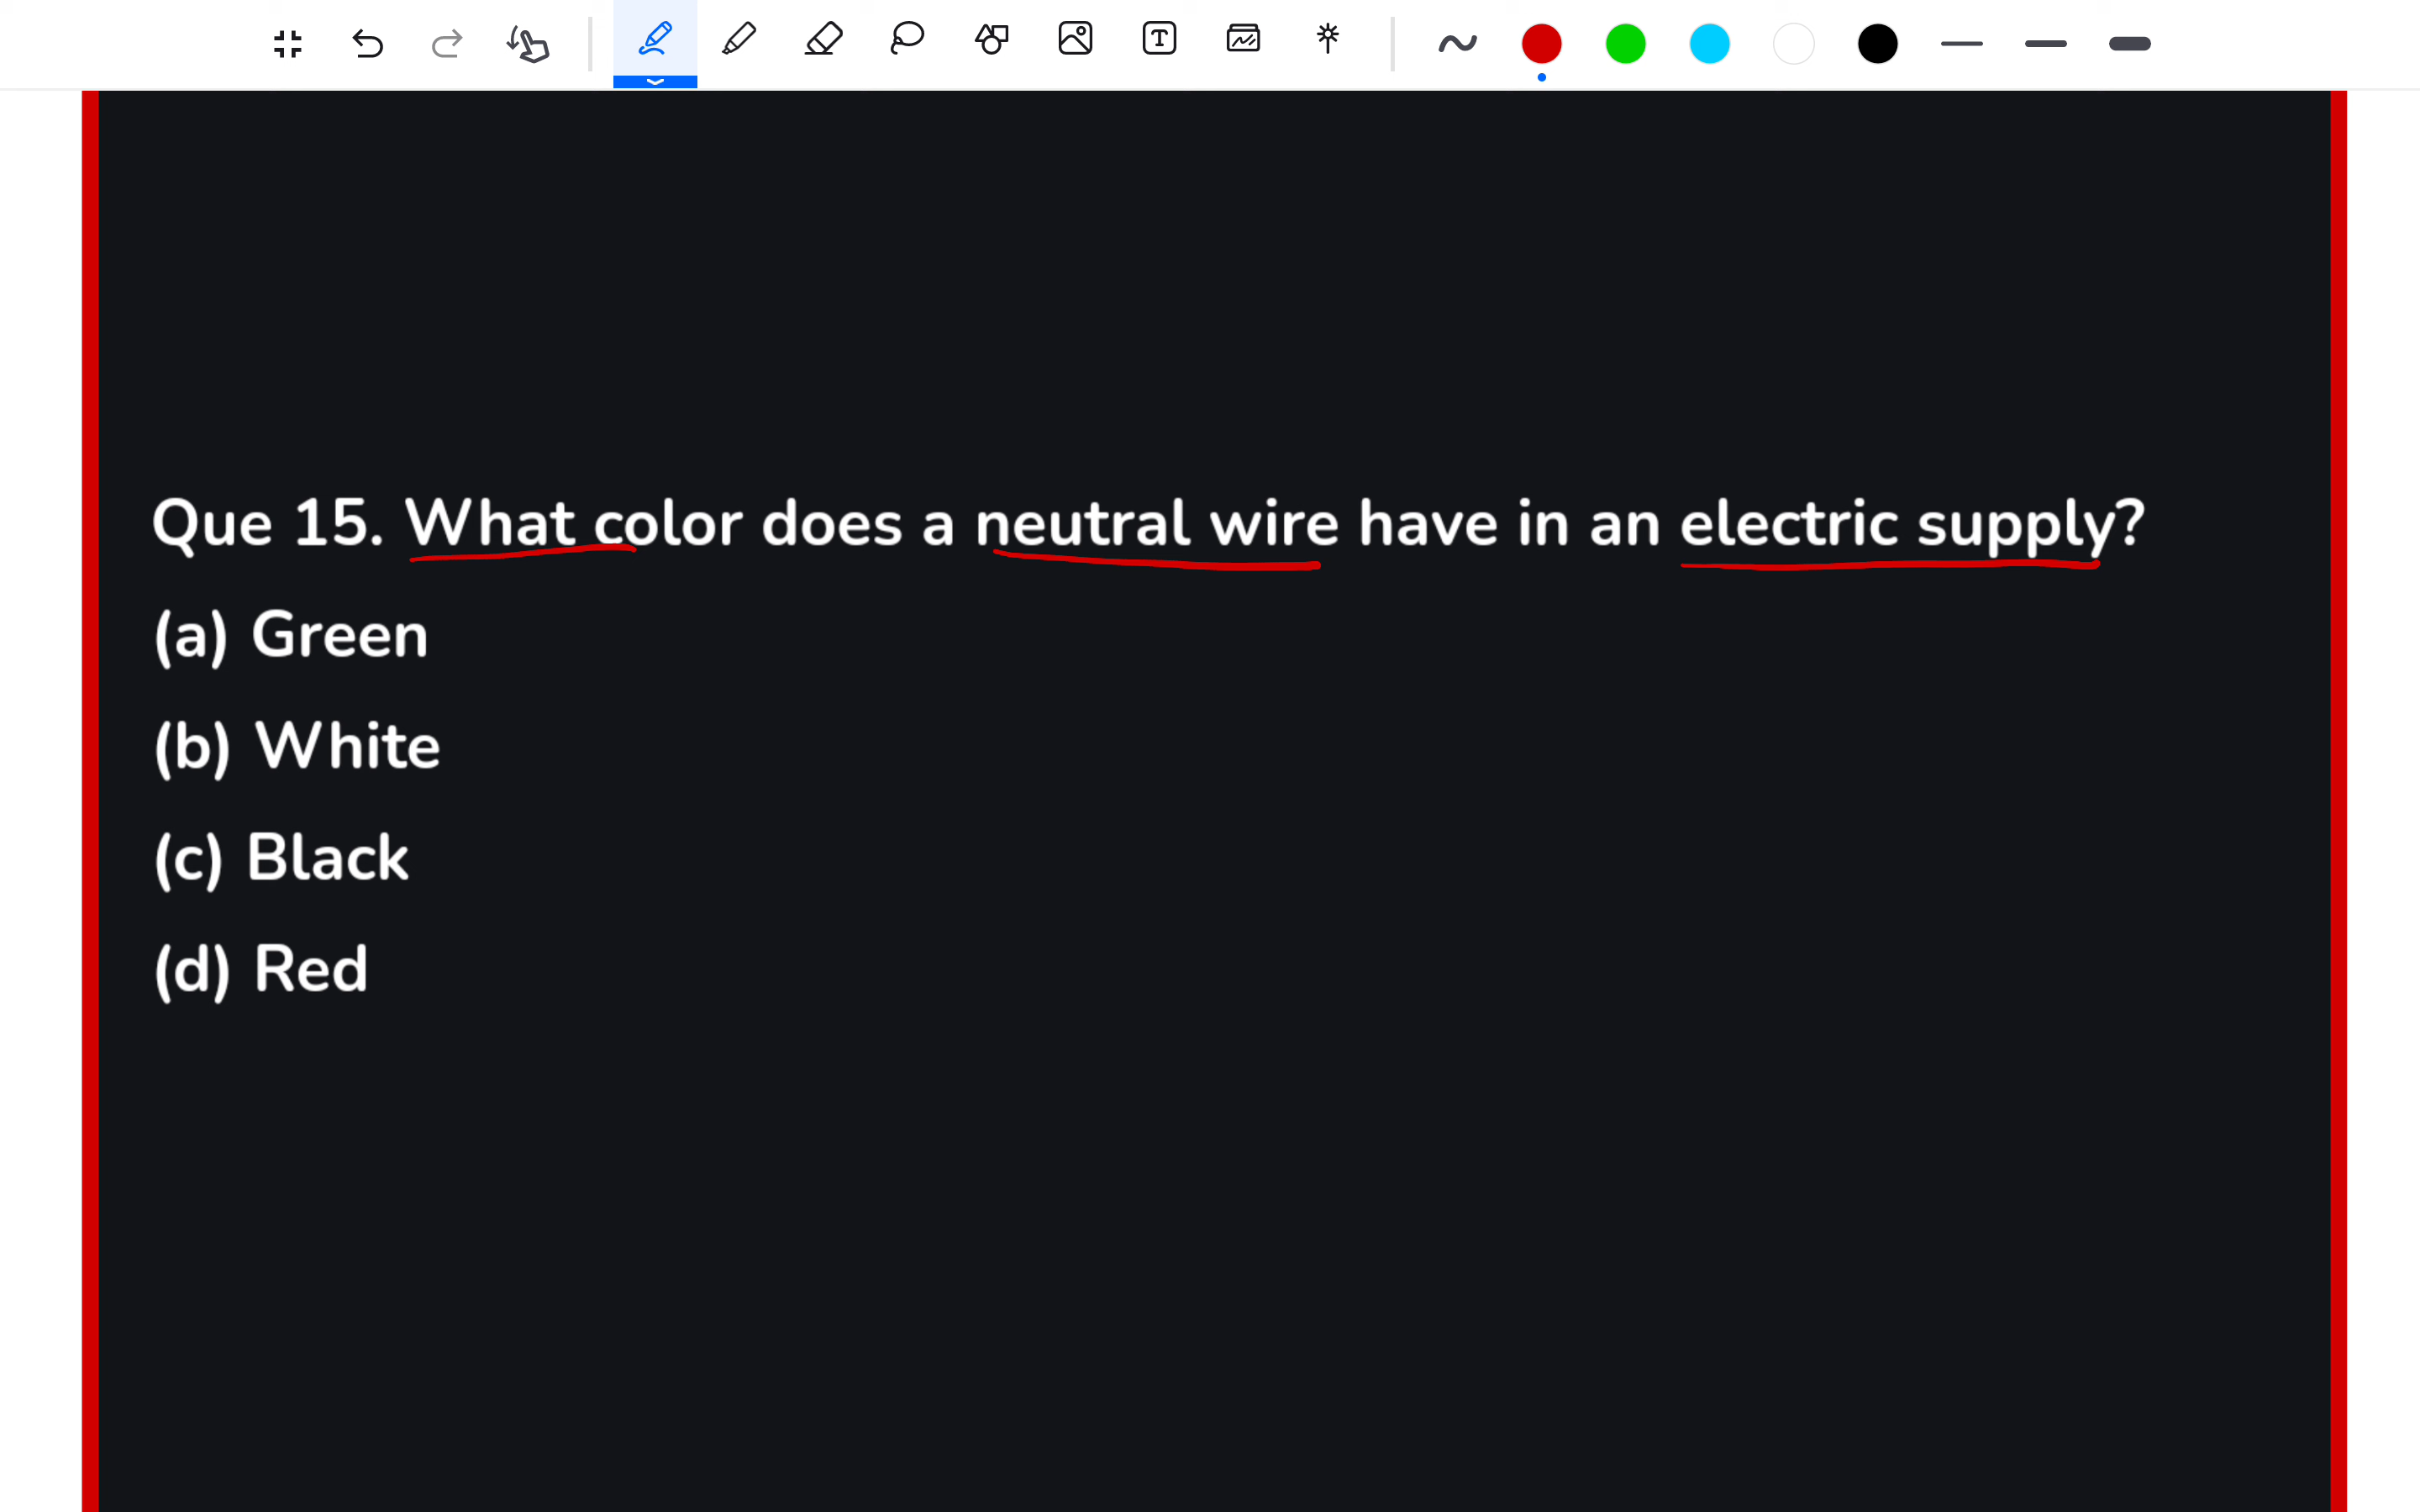 Que 15. What color does a neutral wire have in an electric supply?
(a) Green
(b) White
(c) Black
(d) Red